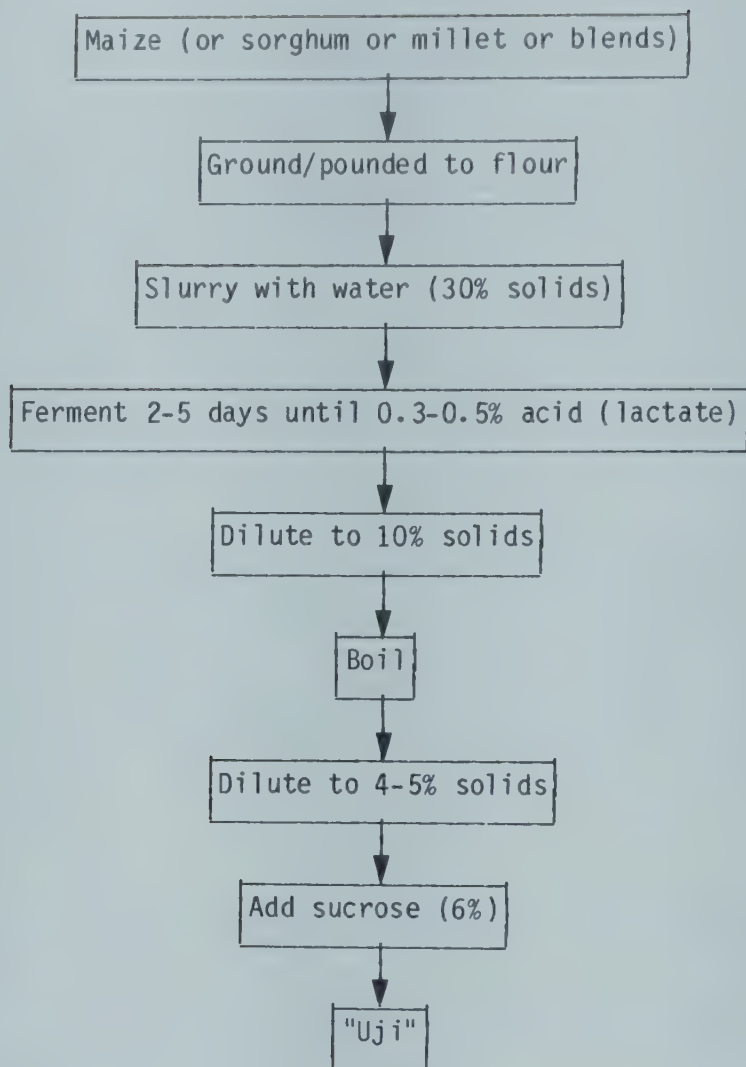 Maize (or sorghum or millet or blends)
Ground/pounded to flour
Slurry with water (30% solids)
Ferment 2-5 days until 0.3-0.5% acid (lactate)
Dilute to 10% solids
Boil
Dilute to 4-5% solids
Add sucrose (6%)
"Uji"